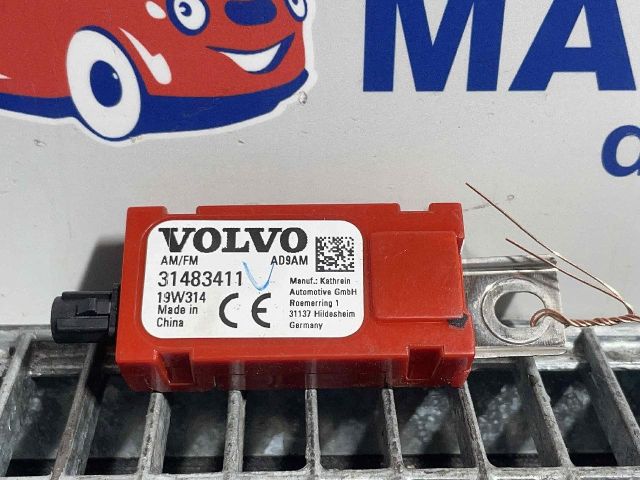 MA
d
VOLVO
AM/FM AD9AM
31483411 V
19W314
Made in
China
CE
Manuf.: Kathrein
Automotive GmbH
Roemerring 1
31137 Hildesheim
Germany